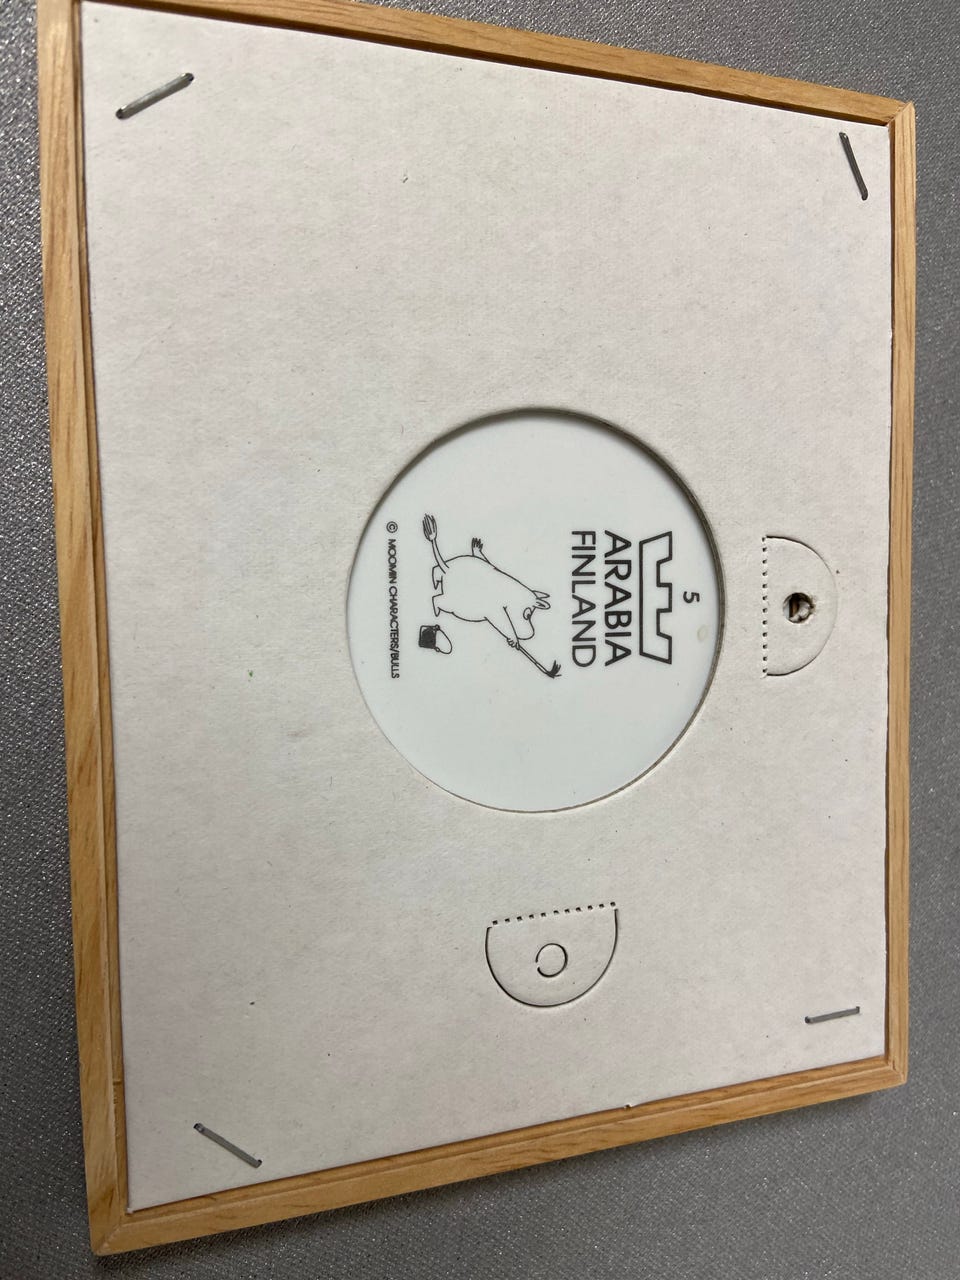 5
ARABIA
FINLAND
© MOOMIN CHARACTERS/BULLS